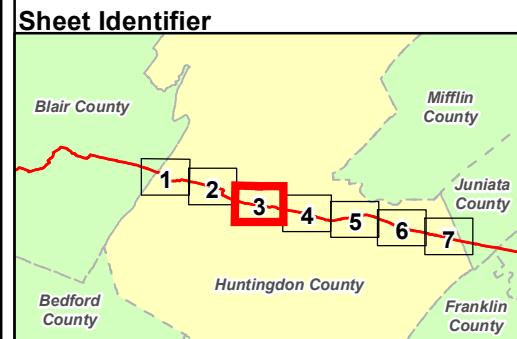 Sheet Identifier
Blair County
Mifflin
County
Juniata
County
1
2
3
4
5
6
7
Huntingdon County
Bedford
County
Franklin
County